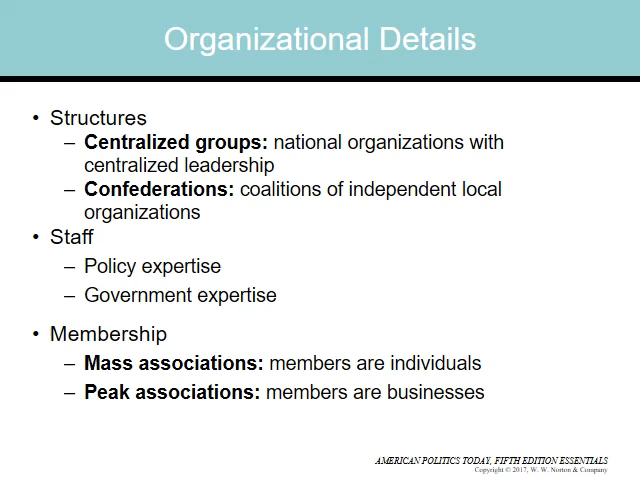 Organizational Details
• Structures
– Centralized groups: national organizations with
centralized leadership
– Confederations: coalitions of independent local
organizations
• Staff
– Policy expertise
– Government expertise
• Membership
– Mass associations: members are individuals
– Peak associations: members are businesses
AMERICAN POLITICS TODAY, FIFTH EDITION ESSENTIALS
Copyright © 2017, W. W. Norton & Company